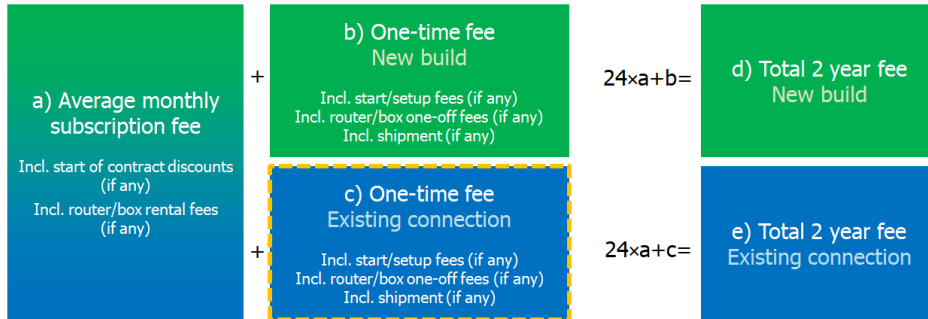 a) Average monthly
subscription fee
Incl. start of contract discounts
(if any)
Incl. router/box rental fees
(if any)
+
b) One-time fee
New build
Incl. start/setup fees (if any)
Incl. router/box one-off fees (if any)
Incl. shipment (if any)
24×a+b=
d) Total 2 year fee
New build
+
c) One-time fee
Existing connection
Incl. start/setup fees (if any)
Incl. router/box one-off fees (if any)
Incl. shipment (if any)
24×a+c=
e) Total 2 year fee
Existing connection